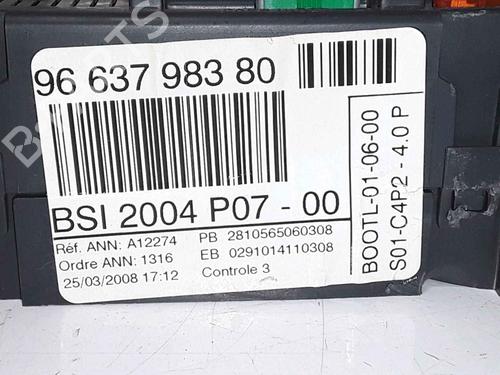 96 637 983 80
BSI 2004 P07 - 00
Réf. ANN: A12274
PB 2810565060308
Ordre ANN: 1316
EB 0291014110308
25/03/2008 17:12
Controle 3
BOOTL-01-06-00
S01-C4P2 - 4.0 P